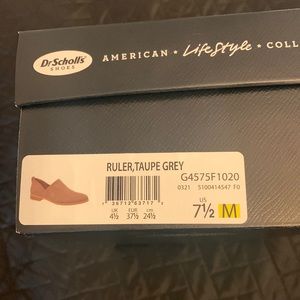 Dr.Scholl's
SHOES
AMERICAN ★ LifeStyle ★ COLL
RULER,TAUPE GREY
G4575F1020
0321 5100414547 F0
UK EUR cm
4½ 37½ 24½
US
7½ M